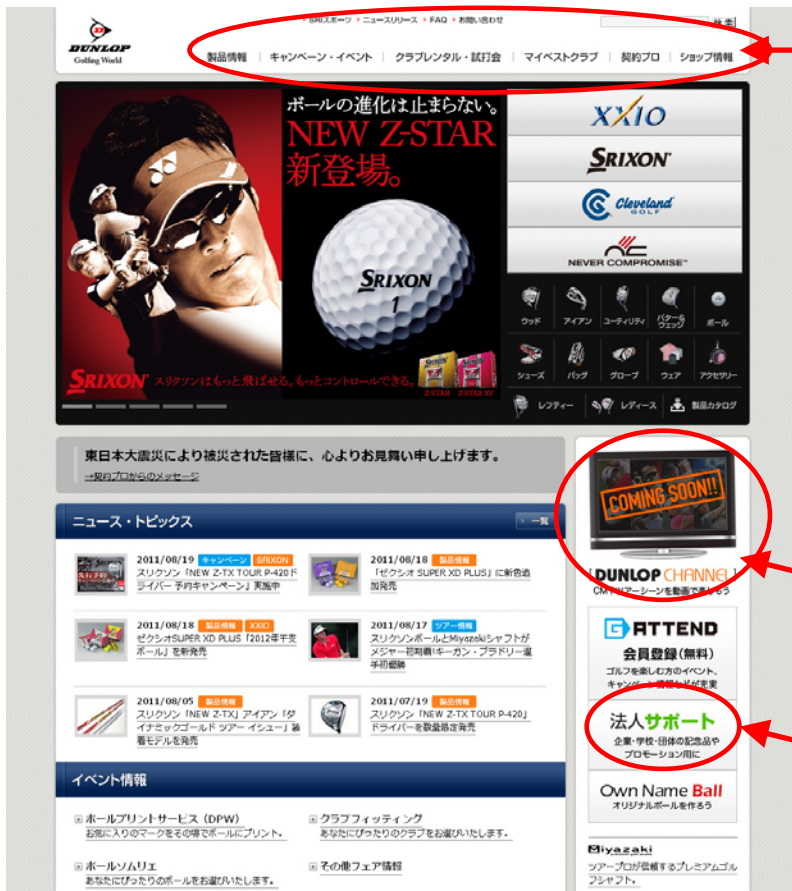 SRIスポーツ ニュースリリース FAQ お問い合わせ
検索
DUNLOP
Golfing World
製品情報 キャンペーン・イベント クラブレンタル・試打会 マイベストクラブ 契約プロ ショップ情報
ボールの進化は止まらない。
NEW Z-STAR
新登場。
SRIXON
1
SRIXON スリクソンはもっと飛ばせる。もっとコントロールできる。
Z-STAR Z-STAR XV
XXIO
SRIXON
Cleveland
GOLF
NEVER COMPROMISE
ウッド アイアン ユーティリティ パター&ウェッジ ボール
シューズ バッグ グローブ ウェア アクセサリー
レフティー レディース 製品カタログ
東日本大震災により被災された皆様に、心よりお見舞い申し上げます。
→契約プロからのメッセージ
ニュース・トピックス
一覧
2011/08/19 キャンペーン SRIXON
スリクソン「NEW Z-TX TOUR P-420ド
ライバー 予約キャンペーン」実施中
2011/08/18 製品情報
「ゼクシオ SUPER XD PLUS」に新色追
加発売
2011/08/18 製品情報 XXIO
ゼクシオSUPER XD PLUS「2012年干支
ボール」を新発売
2011/08/17 ツアー情報
スリクソンボールとMiyazakiシャフトが
メジャー初制覇!キーガン・ブラドリー選
手初優勝
2011/08/05 製品情報
スリクソン「NEW Z-TX」アイアン「ダ
イナミックゴールド ツアー イシュー」装
着モデルを発売
2011/07/19 製品情報
スリクソン「NEW Z-TX TOUR P-420」
ドライバーを数量限定発売
イベント情報
ボールプリントサービス（DPW）
お気に入りのマークをその場でボールにプリント。
クラブフィッティング
あなたにぴったりのクラブをお選びいたします。
ボールソムリエ
あなたにぴったりのボールをお選びいたします。
その他フェア情報
COMING SOON!!
DUNLOP CHANNEL
CMやツアーシーンを動画で楽しもう
ATTEND
会員登録(無料)
ゴルフを楽しむ方のイベント、
キャンペーン情報などが充実
法人サポート
企業・学校・団体の記念品や
プロモーション用に
Own Name Ball
オリジナルボールを作ろう
Miyazaki
ツアープロが信頼するプレミアムゴル
フシャフト。